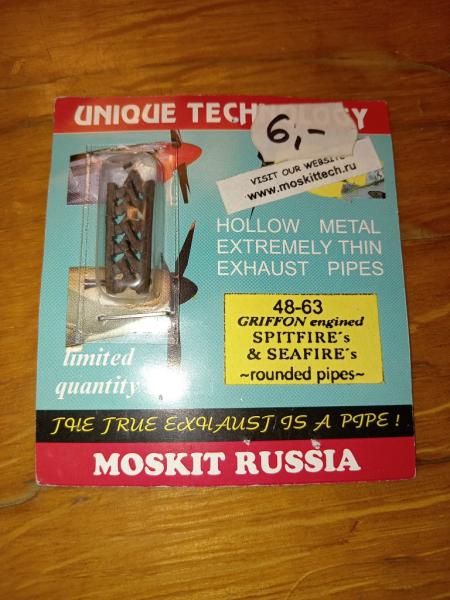 UNIQUE TECHNOLOGY
6,-
VISIT OUR WEBSITE
www.moskittech.ru
HOLLOW METAL
EXTREMELY THIN
EXHAUST PIPES
48-63
GRIFFON engined
SPITFIRE's
& SEAFIRE's
~rounded pipes~
limited
quantity
THE TRUE EXHAUST IS A PIPE !
MOSKIT RUSSIA